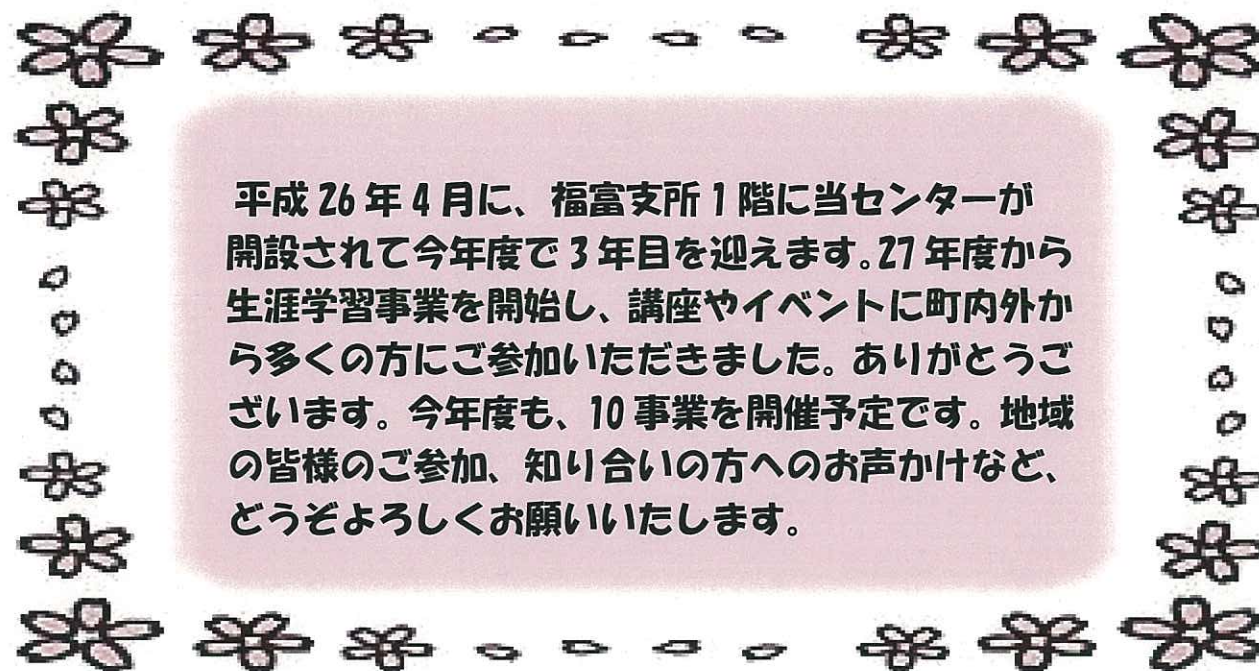 平成26年4月に、福富支所1階に当センターが
開設されて今年度で3年目を迎えます。27年度から
生涯学習事業を開始し、講座やイベントに町内外か
ら多くの方にご参加いただきました。ありがとうご
ざいます。今年度も、10事業を開催予定です。地域
の皆様のご参加、知り合いの方へのお声かけなど、
どうぞよろしくお願いいたします。